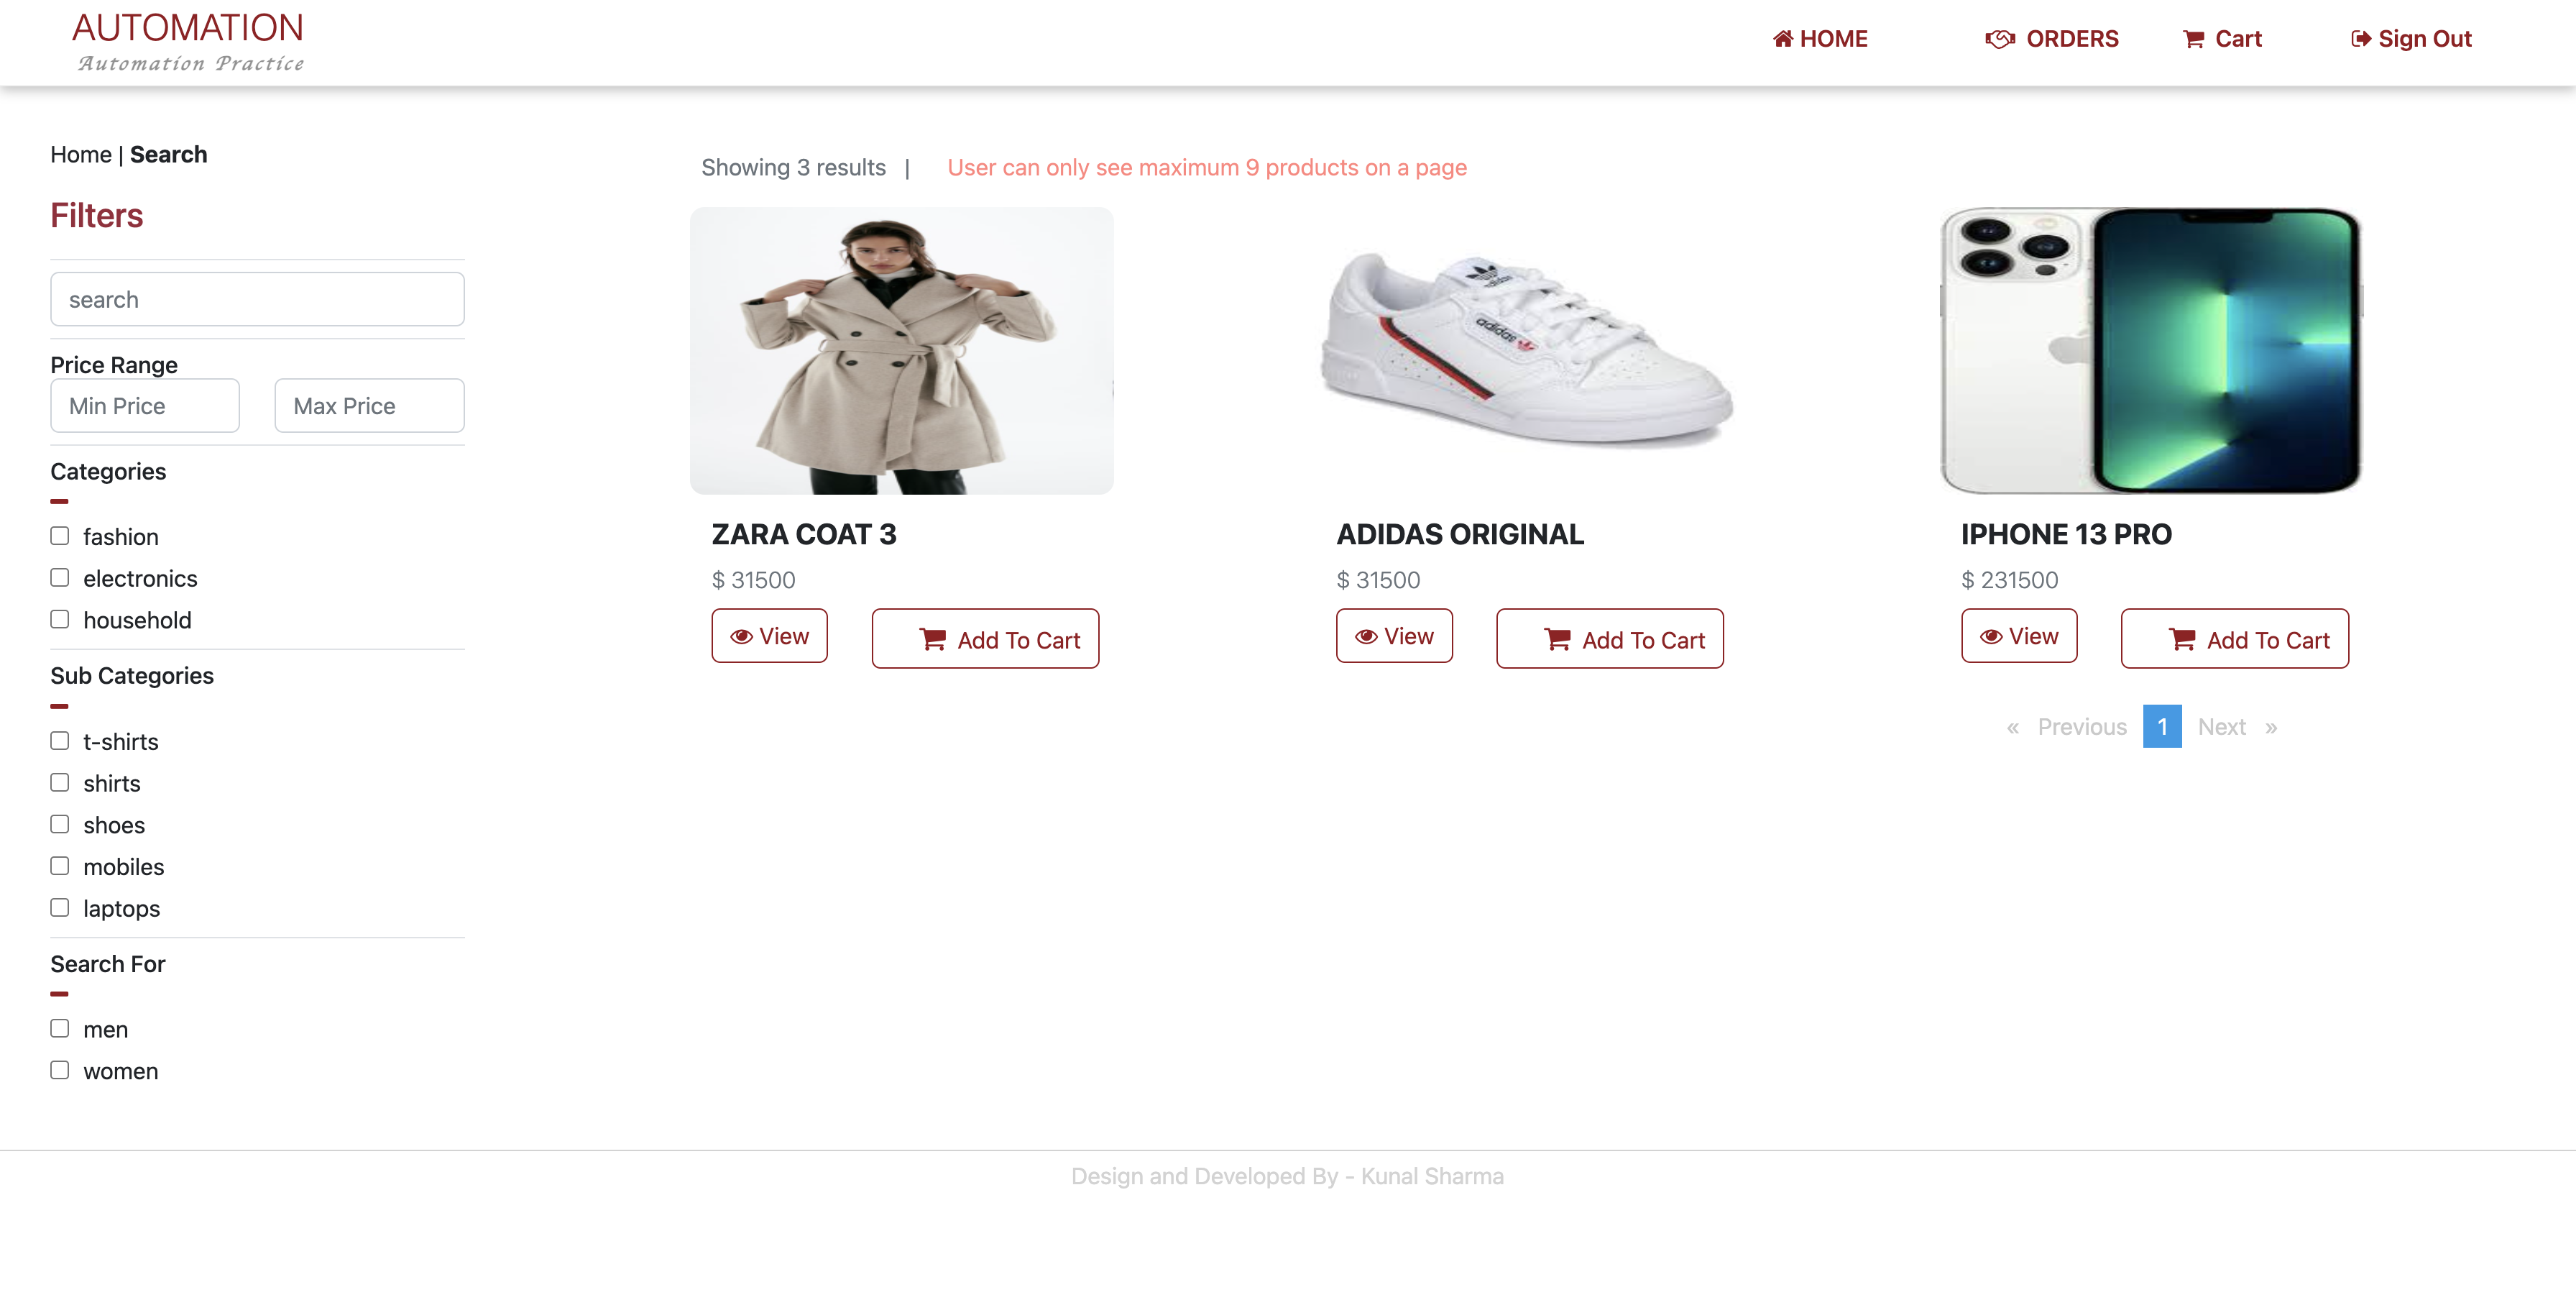 AUTOMATION
Automation Practice
HOME
ORDERS
Cart
Sign Out
Home | Search
Filters
search
Price Range
Min Price
Max Price
Categories
fashion
electronics
household
Sub Categories
t-shirts
shirts
shoes
mobiles
laptops
Search For
men
women
Showing 3 results |
User can only see maximum 9 products on a page
adidas
adidas
ZARA COAT 3
$ 31500
View
Add To Cart
ADIDAS ORIGINAL
$ 31500
View
Add To Cart
IPHONE 13 PRO
$ 231500
View
Add To Cart
« Previous 1 Next »
Design and Developed By - Kunal Sharma